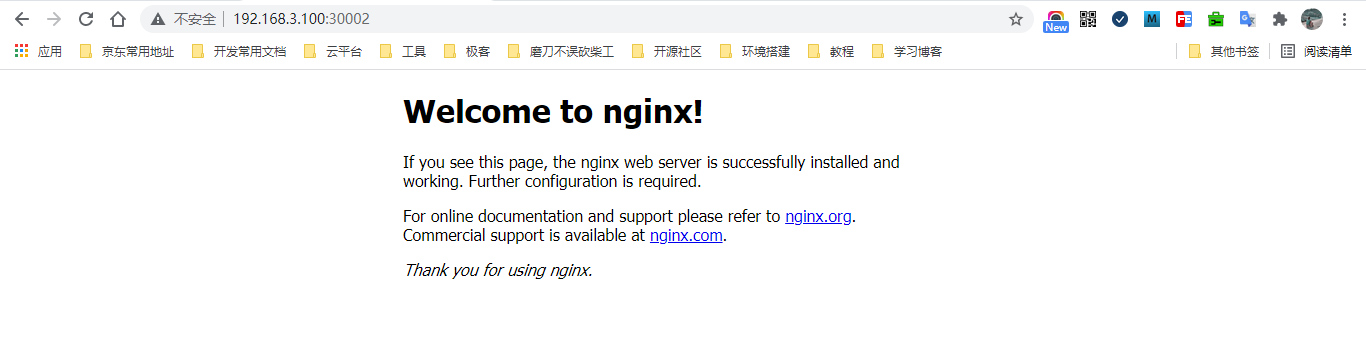 不安全 192.168.3.100:30002
New
M
FE
应用 京东常用地址 开发常用文档 云平台 工具 极客 磨刀不误砍柴工 开源社区 环境搭建 教程 学习博客 其他书签 阅读清单
Welcome to nginx!
If you see this page, the nginx web server is successfully installed and
working. Further configuration is required.
For online documentation and support please refer to nginx.org.
Commercial support is available at nginx.com.
Thank you for using nginx.